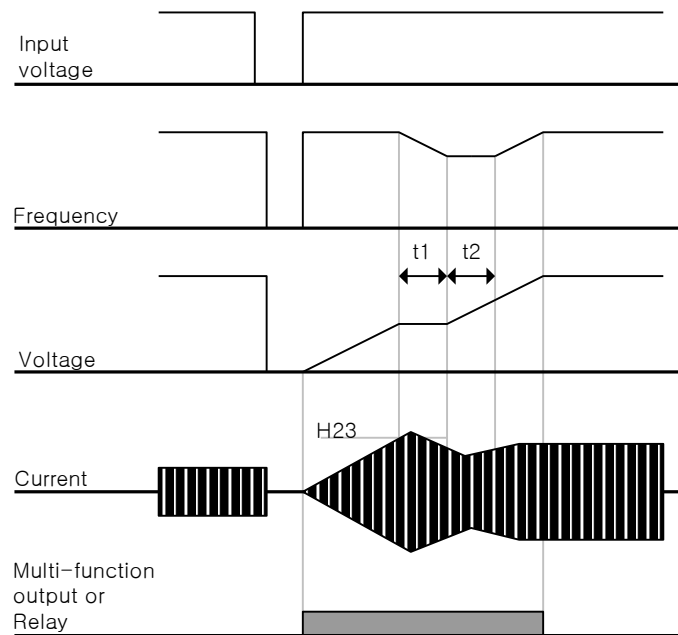 Input
voltage
Frequency
t1 t2
Voltage
H23
Current
Multi-function
output or
Relay